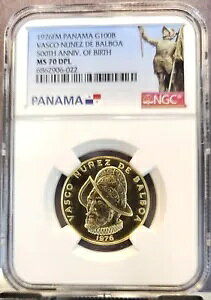 1976FM PANAMA G100B
VASCO NUNEZ DE BALBOA
500TH ANNIV. OF BIRTH
MS 70 DPL
6862906-022
PANAMA
NGC
VASCO NUÑEZ DE BALBOA
1976